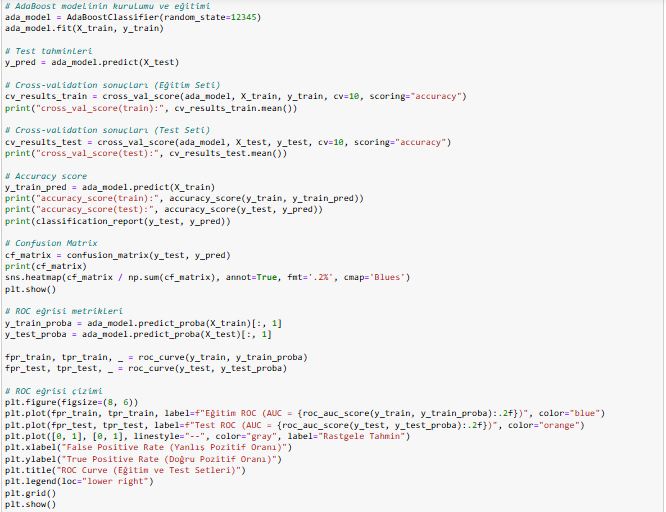 # AdaBoost modelinin kurulumu ve eğitimi
ada_model = AdaBoostClassifier(random_state=12345)
ada_model.fit(X_train, y_train)
# Test tahminleri
y_pred = ada_model.predict(X_test)
# Cross-validation sonuçları (Eğitim Seti)
cv_results_train = cross_val_score(ada_model, X_train, y_train, cv=10, scoring="accuracy")
print("cross_val_score(train):", cv_results_train.mean())
# Cross-validation sonuçları (Test Seti)
cv_results_test = cross_val_score(ada_model, X_test, y_test, cv=10, scoring="accuracy")
print("cross_val_score(test):", cv_results_test.mean())
# Accuracy score
y_train_pred = ada_model.predict(X_train)
print("accuracy_score(train):", accuracy_score(y_train, y_train_pred))
print("accuracy_score(test):", accuracy_score(y_test, y_pred))
print(classification_report(y_test, y_pred))
# Confusion Matrix
cf_matrix = confusion_matrix(y_test, y_pred)
print(cf_matrix)
sns.heatmap(cf_matrix / np.sum(cf_matrix), annot=True, fmt='.2%', cmap='Blues')
plt.show()
# ROC eğrisi metrikleri
y_train_proba = ada_model.predict_proba(X_train)[:, 1]
y_test_proba = ada_model.predict_proba(X_test)[:, 1]
fpr_train, tpr_train, _ = roc_curve(y_train, y_train_proba)
fpr_test, tpr_test, _ = roc_curve(y_test, y_test_proba)
# ROC eğrisi çizimi
plt.figure(figsize=(8, 6))
plt.plot(fpr_train, tpr_train, label=f"Eğitim ROC (AUC = {roc_auc_score(y_train, y_train_proba):.2f})", color="blue")
plt.plot(fpr_test, tpr_test, label=f"Test ROC (AUC = {roc_auc_score(y_test, y_test_proba):.2f})", color="orange")
plt.plot([0, 1], [0, 1], linestyle="--", color="gray", label="Rastgele Tahmin")
plt.xlabel("False Positive Rate (Yanlış Pozitif Oranı)")
plt.ylabel("True Positive Rate (Doğru Pozitif Oranı)")
plt.title("ROC Curve (Eğitim ve Test Setleri)")
plt.legend(loc="lower right")
plt.grid()
plt.show()